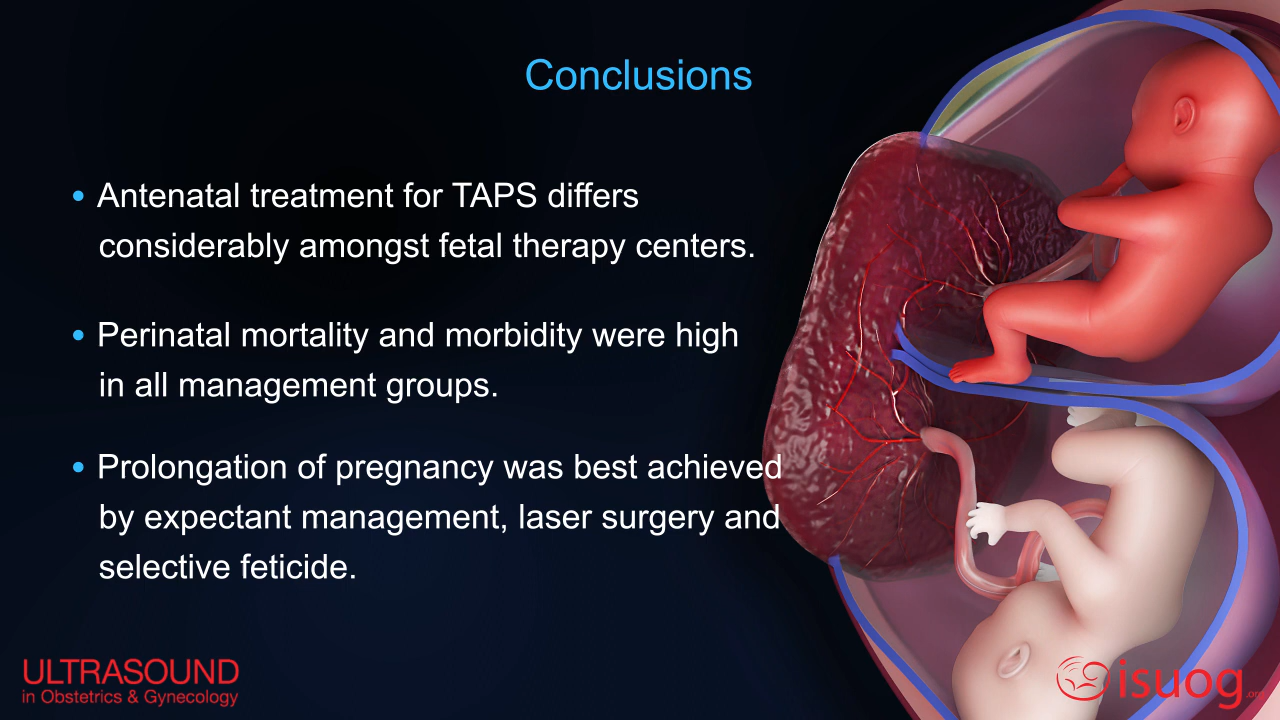 Conclusions
• Antenatal treatment for TAPS differs
considerably amongst fetal therapy centers.
• Perinatal mortality and morbidity were high
in all management groups.
• Prolongation of pregnancy was best achieved
by expectant management, laser surgery and
selective feticide.
ULTRASOUND
in Obstetrics & Gynecology
isuog.org